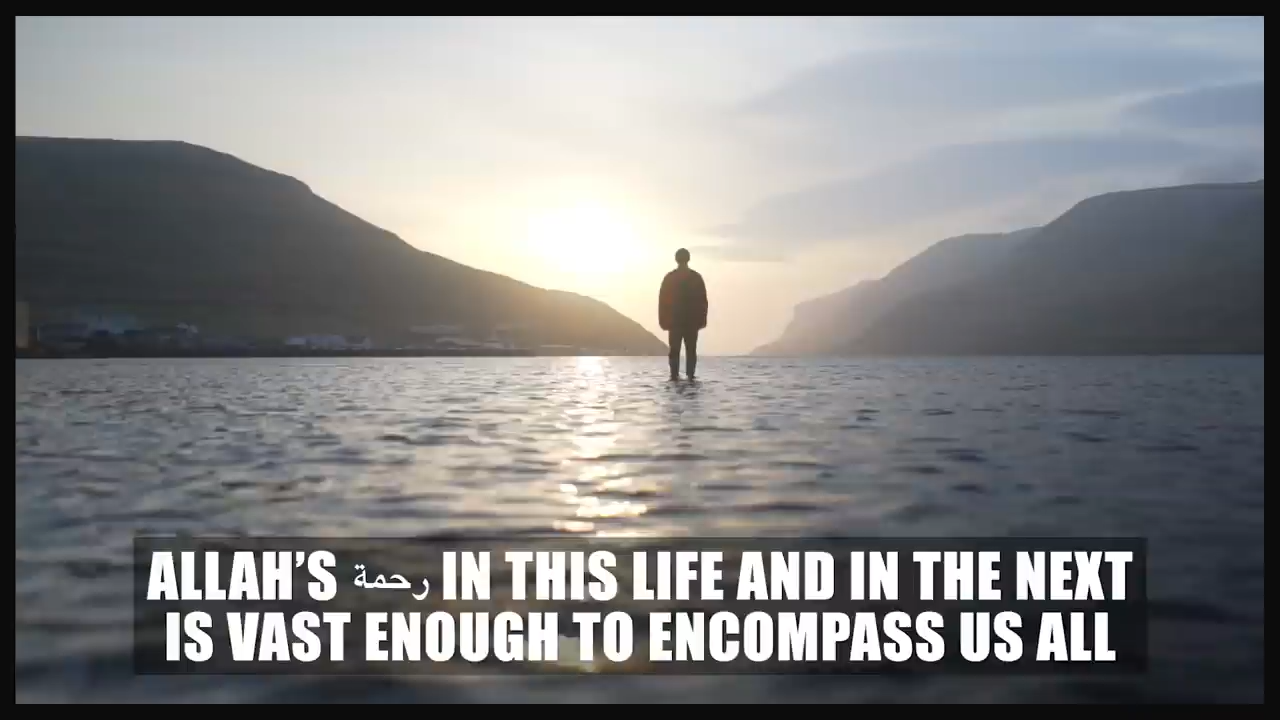 ALLAH’S رحمة IN THIS LIFE AND IN THE NEXT
IS VAST ENOUGH TO ENCOMPASS US ALL